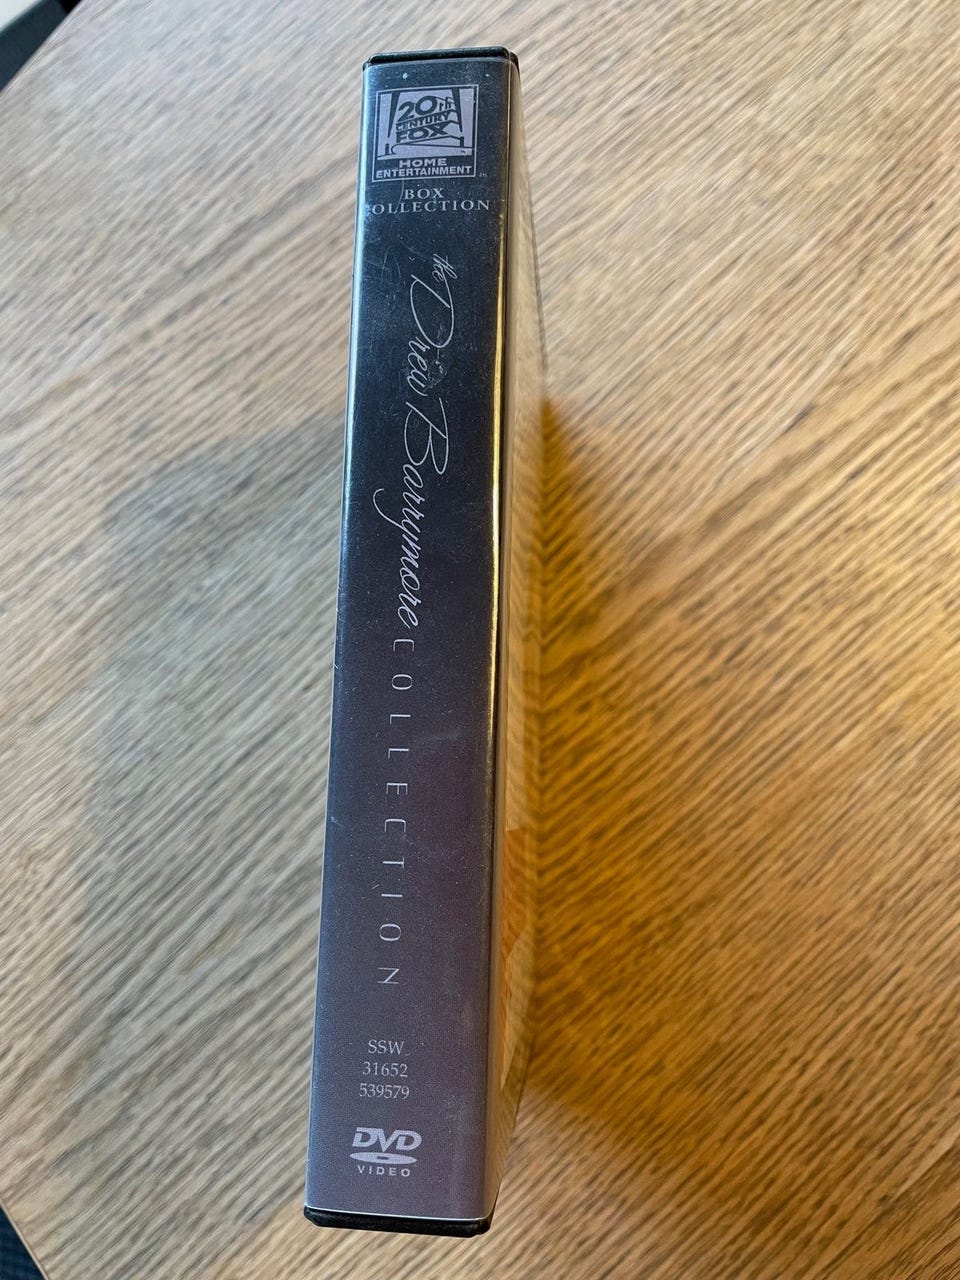 20TH
CENTURY
FOX
HOME
ENTERTAINMENT
BOX
COLLECTION
the Drew Barrymore COLLECTION
SSW
31652
539579
DVD
VIDEO